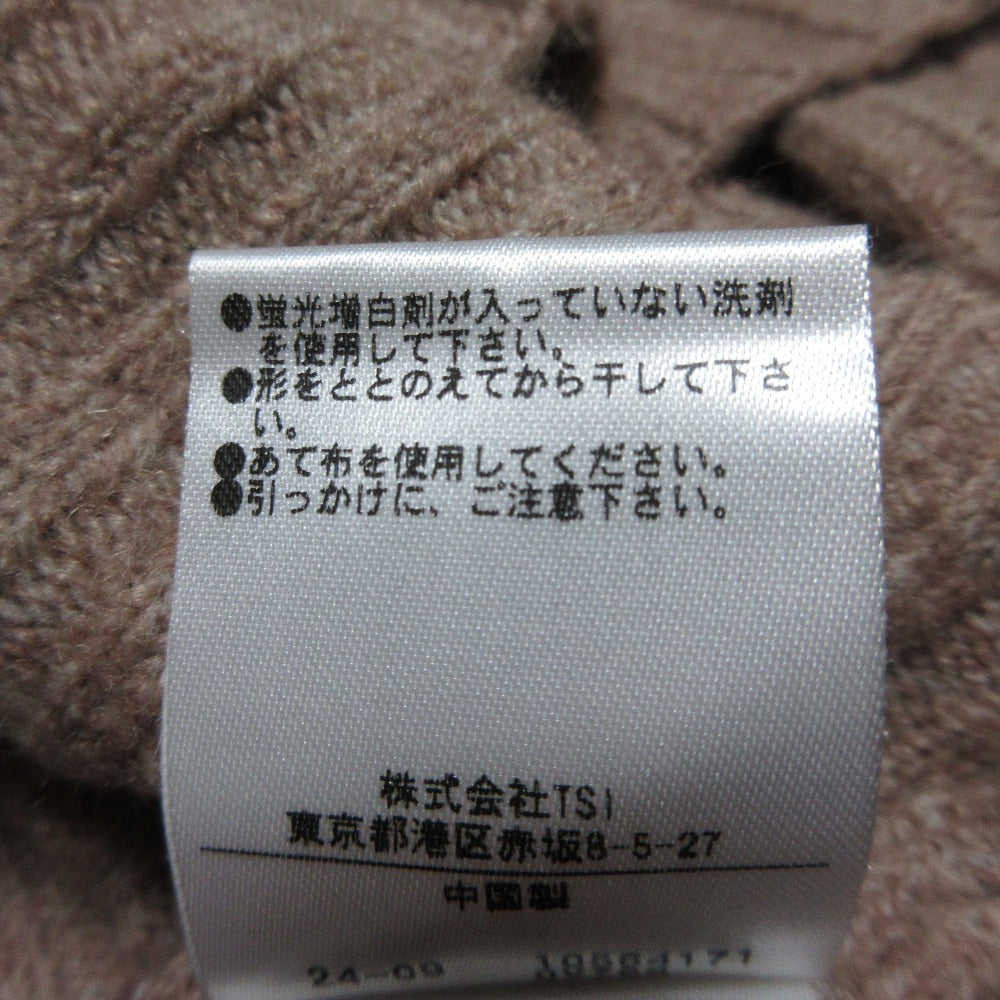 ●蛍光増白剤が入っていない洗剤
を使用して下さい。
●形をととのえてから干して下さ
い。
●あて布を使用してください。
●引っかけに、ご注意下さい。
株式会社TSI
東京都港区赤坂8-5-27
中国製
24-09